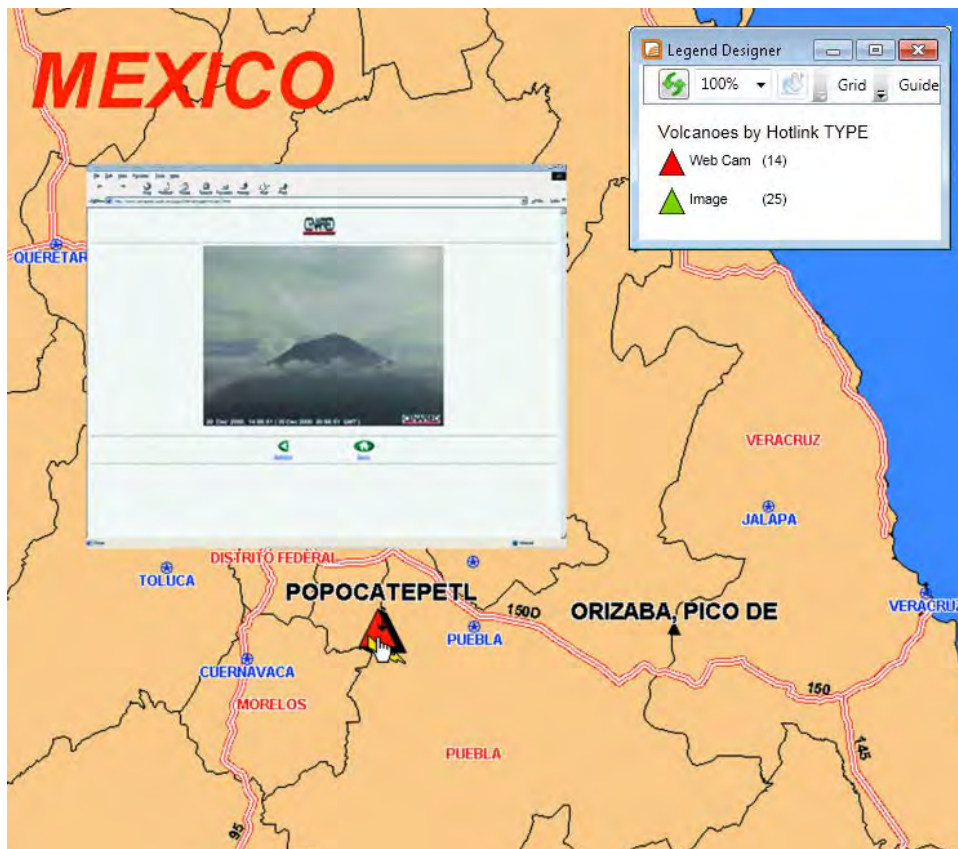 MEXICO
Legend Designer
100%
Grid
Guide
Volcanoes by Hotlink TYPE
Web Cam (14)
Image (25)
QUERETAR
VERACRUZ
JALAPA
DISTRITO FEDERAL
TOLUCA
POPOCATEPETL
150D
ORIZABA, PICO DE
VERACRUZ
PUEBLA
CUERNAVACA
150
MORELOS
145
PUEBLA
95